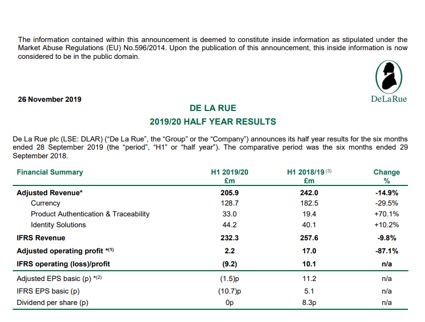 The information contained within this announcement is deemed to constitute inside information as stipulated under the
Market Abuse Regulations (EU) No.596/2014. Upon the publication of this announcement, this inside information is now
considered to be in the public domain.
DeLaRue
26 November 2019
DE LA RUE
2019/20 HALF YEAR RESULTS
De La Rue plc (LSE: DLAR) ("De La Rue", the "Group" or the "Company") announces its half year results for the six months
ended 28 September 2019 (the "period", "H1" or "half year"). The comparative period was the six months ended 29
September 2018.
Financial Summary H1 2019/20 H1 2018/19 (3) Change
£m £m %
Adjusted Revenue* 205.9 242.0 -14.9%
Currency 128.7 182.5 -29.5%
Product Authentication & Traceability 33.0 19.4 +70.1%
Identity Solutions 44.2 40.1 +10.2%
IFRS Revenue 232.3 257.6 -9.8%
Adjusted operating profit *(1) 2.2 17.0 -87.1%
IFRS operating (loss)/profit (9.2) 10.1 n/a
Adjusted EPS basic (p) *(2) (1.5)p 11.2 n/a
IFRS EPS basic (p) (10.7)p 5.1 n/a
Dividend per share (p) 0p 8.3p n/a